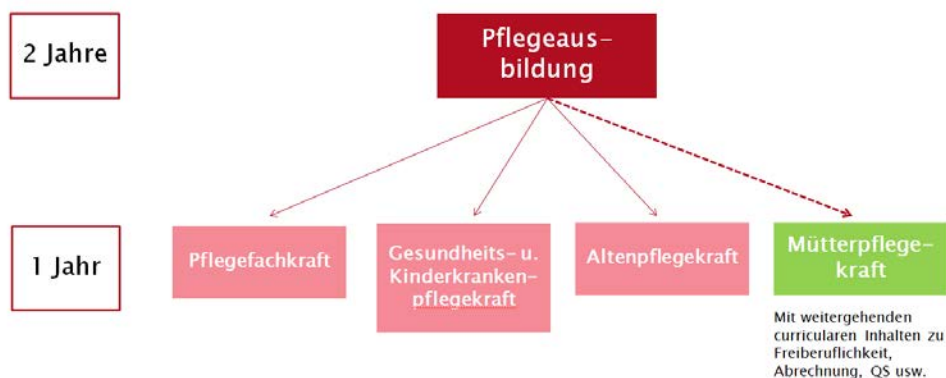 2 Jahre
Pflegeaus-
bildung
1 Jahr
Pflegefachkraft
Gesundheits- u.
Kinderkranken-
pflegekraft
Altenpflegekraft
Mütterpflege-
kraft
Mit weitergehenden
curricularen Inhalten zu
Freiberuflichkeit,
Abrechnung, QS usw.